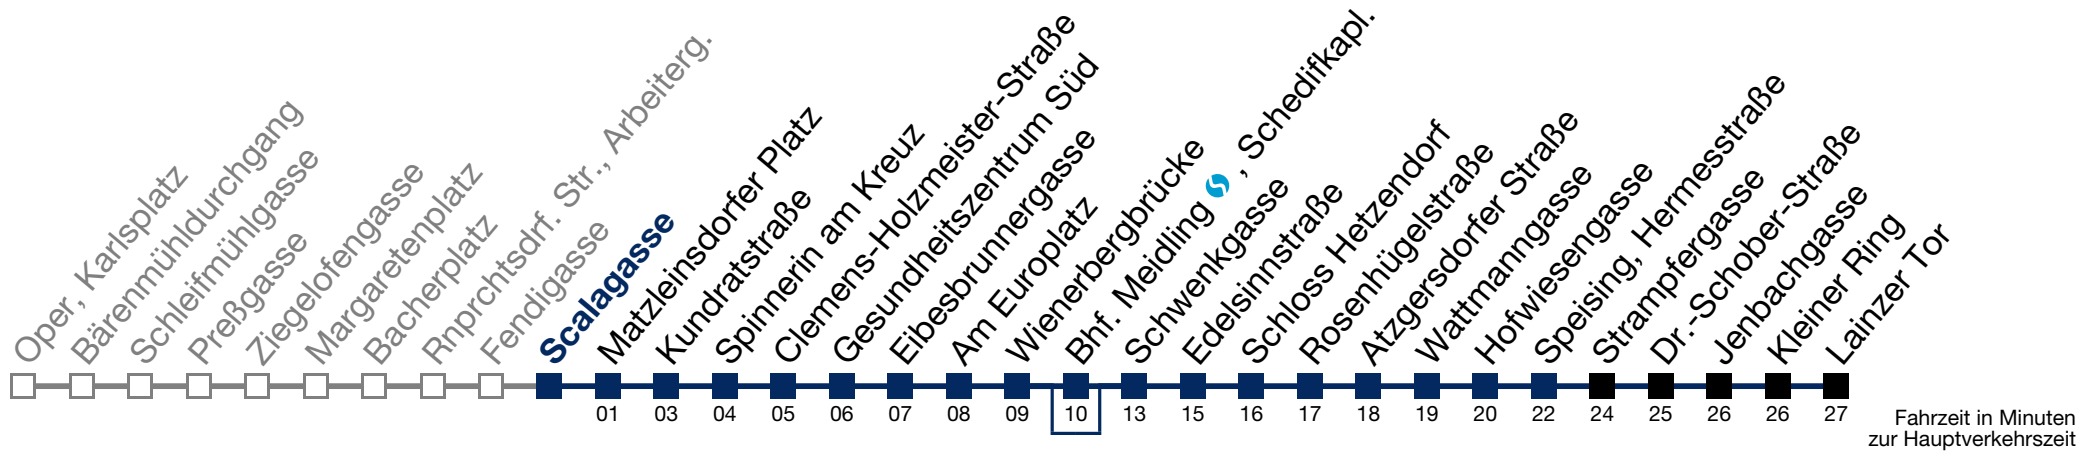 Oper, Karlsplatz
Bärenmühldurchgang
Schleifmühlgasse
Preßgasse
Ziegelofengasse
Margaretenplatz
Bacherplatz
Rnprchtsdrf. Str., Arbeiterg.
Fendigasse
Scalagasse
Matzleinsdorfer Platz
Kundratstraße
Spinnerin am Kreuz
Clemens-Holzmeister-Straße
Gesundheitszentrum Süd
Eibesbrunnergasse
Am Europlatz
Wienerbergbrücke
Bhf. Meidling , Schedifkapl.
Schwenkgasse
Edelsinnstraße
Schloss Hetzendorf
Rosenhügelstraße
Atzgersdorfer Straße
Wattmanngasse
Hofwiesengasse
Speising, Hermesstraße
Strampfergasse
Dr.-Schober-Straße
Jenbachgasse
Kleiner Ring
Lainzer Tor
01 03 04 05 06 07 08 09 10 13 15 16 17 18 19 20 22 24 25 26 26 27
Fahrzeit in Minuten
zur Hauptverkehrszeit